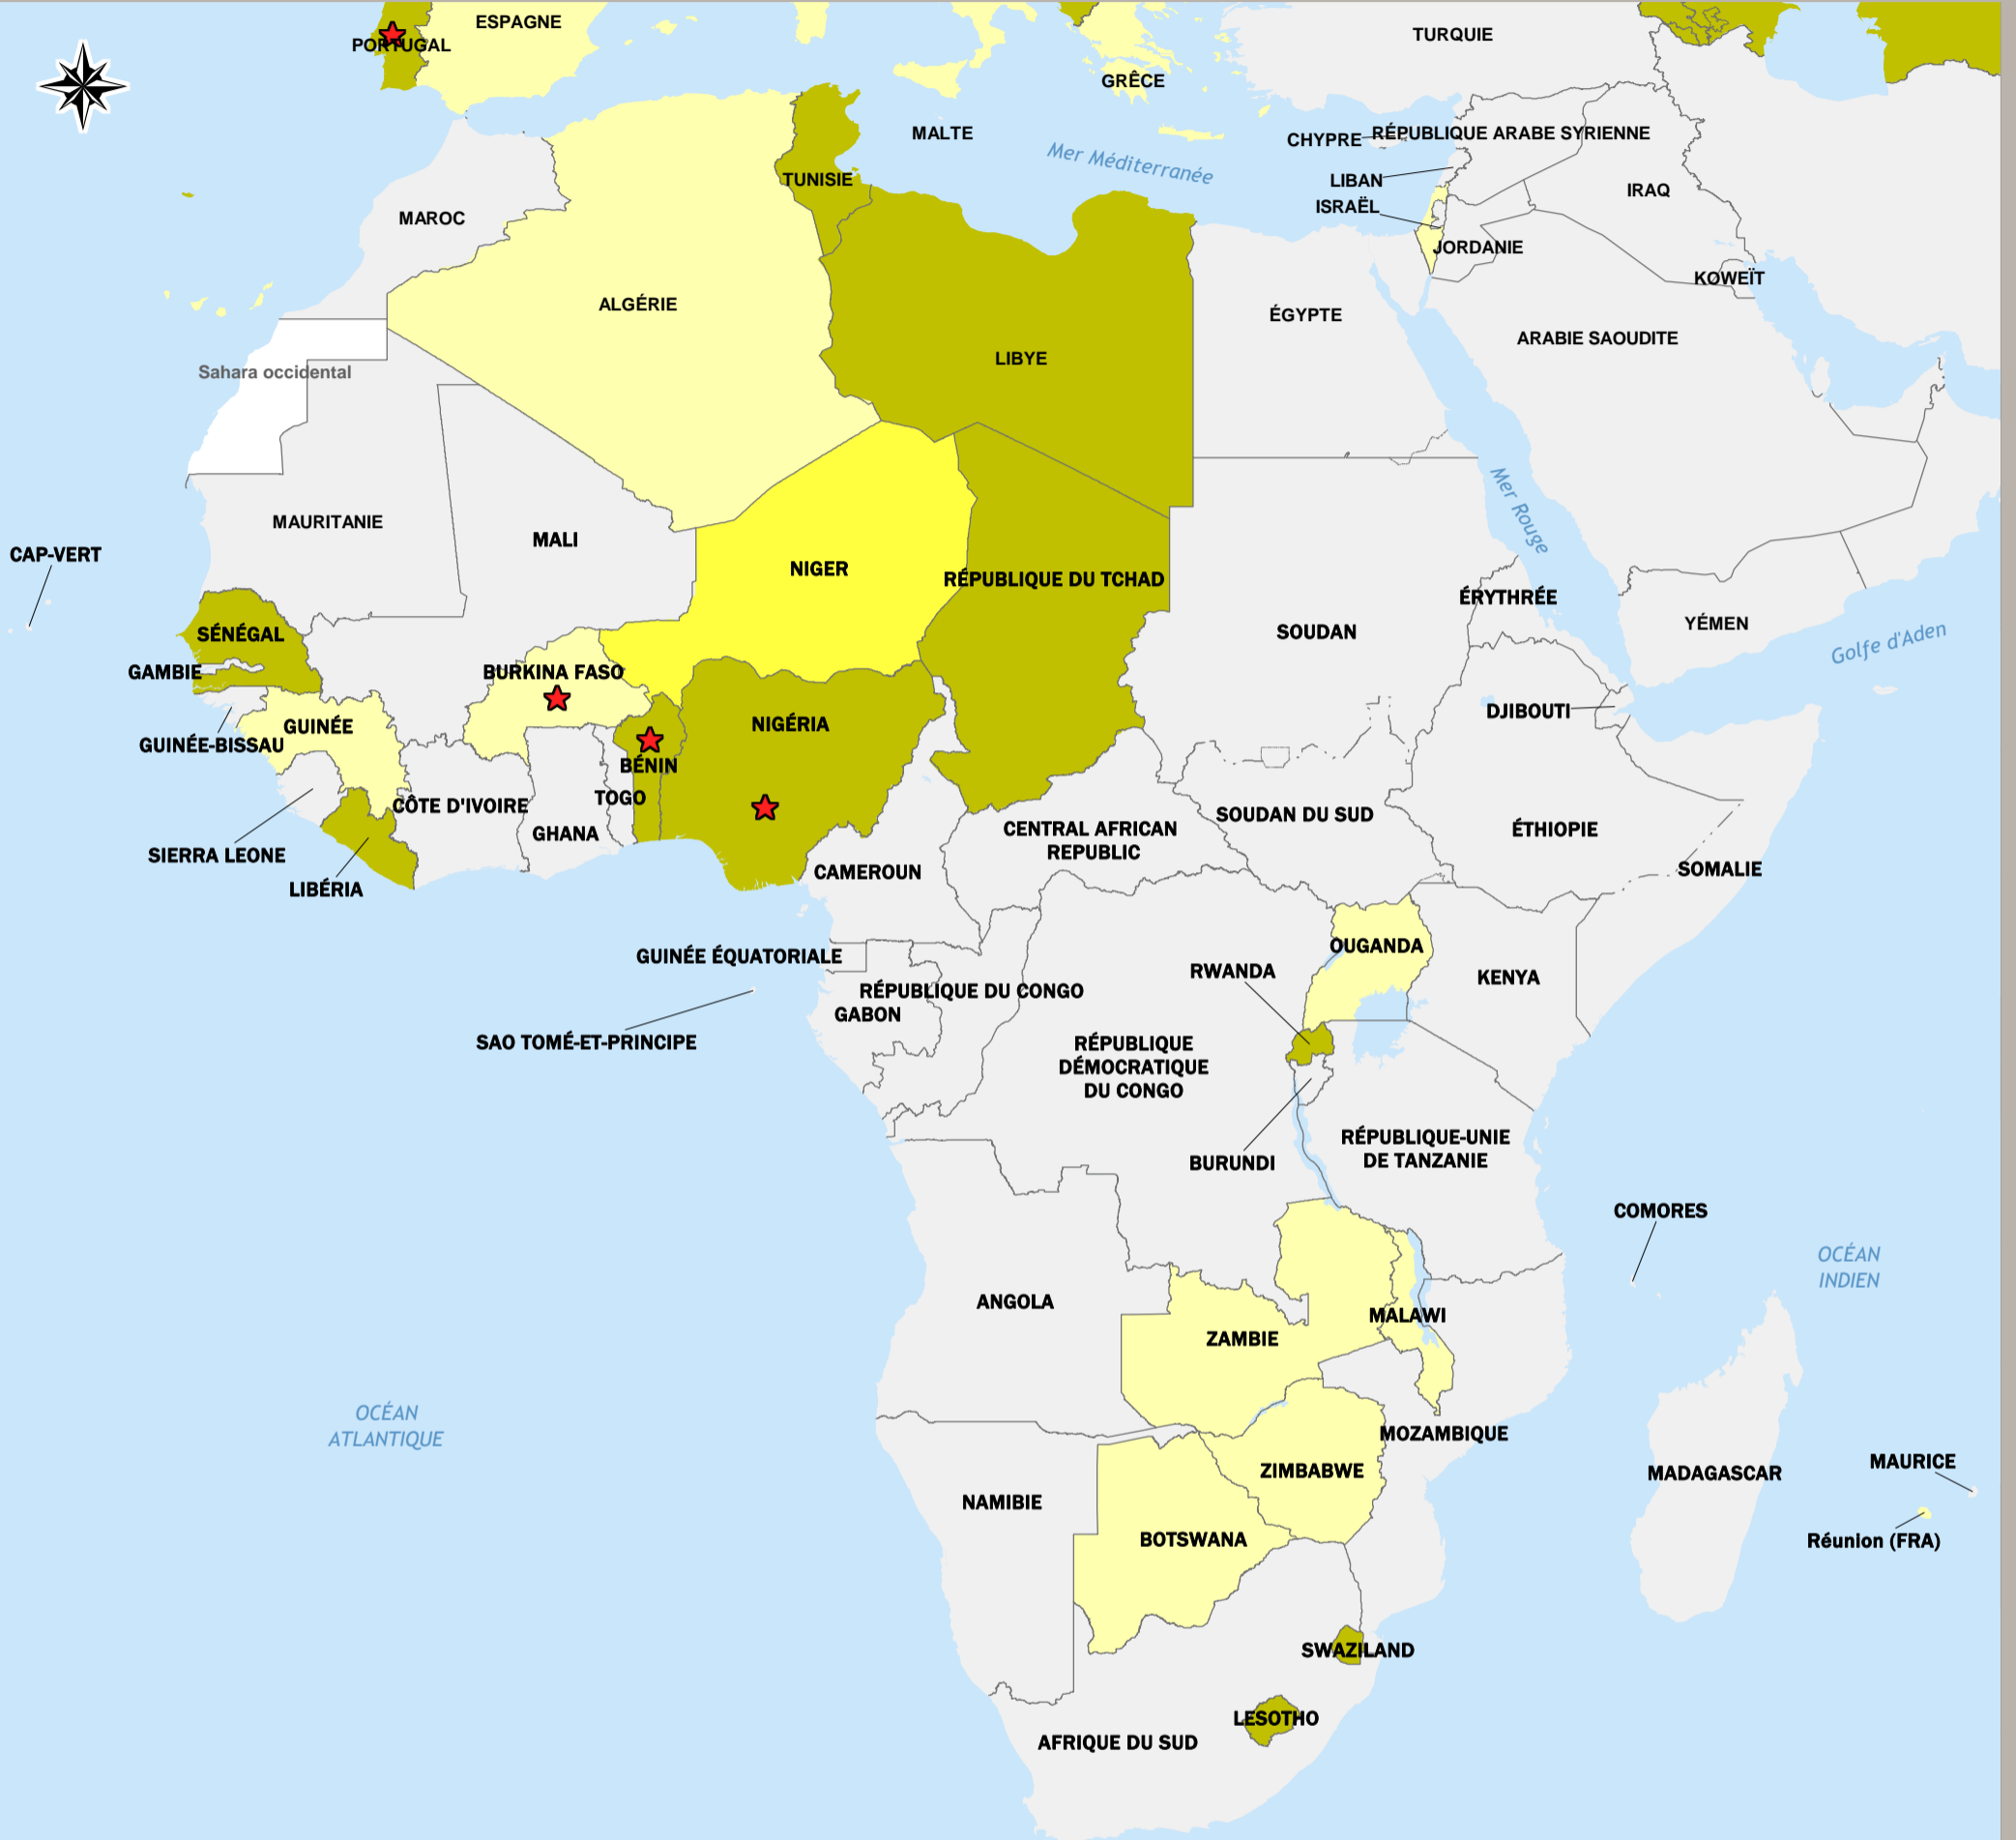 ESPAGNE
PORTUGAL
TURQUIE
GRÊCE
MALTE
Mer Méditerranée
CHYPRE
RÉPUBLIQUE ARABE SYRIENNE
LIBAN
ISRAËL
IRAQ
TUNISIE
MAROC
JORDANIE
KOWEÏT
ALGÉRIE
ÉGYPTE
ARABIE SAOUDITE
LIBYE
Sahara occidental
MAURITANIE
MALI
Mer Rouge
CAP-VERT
NIGER
RÉPUBLIQUE DU TCHAD
ÉRYTHRÉE
SÉNÉGAL
SOUDAN
YÉMEN
Golfe d'Aden
GAMBIE
BURKINA FASO
GUINÉE
NIGÉRIA
DJIBOUTI
GUINÉE-BISSAU
BÉNIN
TOGO
CÔTE D'IVOIRE
GHANA
SOUDAN DU SUD
CENTRAL AFRICAN
REPUBLIC
ÉTHIOPIE
SIERRA LEONE
LIBÉRIA
CAMEROUN
SOMALIE
OUGANDA
GUINÉE ÉQUATORIALE
RWANDA
KENYA
RÉPUBLIQUE DU CONGO
GABON
SAO TOMÉ-ET-PRINCIPE
RÉPUBLIQUE
DÉMOCRATIQUE
DU CONGO
RÉPUBLIQUE-UNIE
DE TANZANIE
BURUNDI
COMORES
OCÉAN
INDIEN
ANGOLA
MALAWI
ZAMBIE
OCÉAN
ATLANTIQUE
MOZAMBIQUE
MAURICE
ZIMBABWE
MADAGASCAR
NAMIBIE
BOTSWANA
Réunion (FRA)
SWAZILAND
LESOTHO
AFRIQUE DU SUD